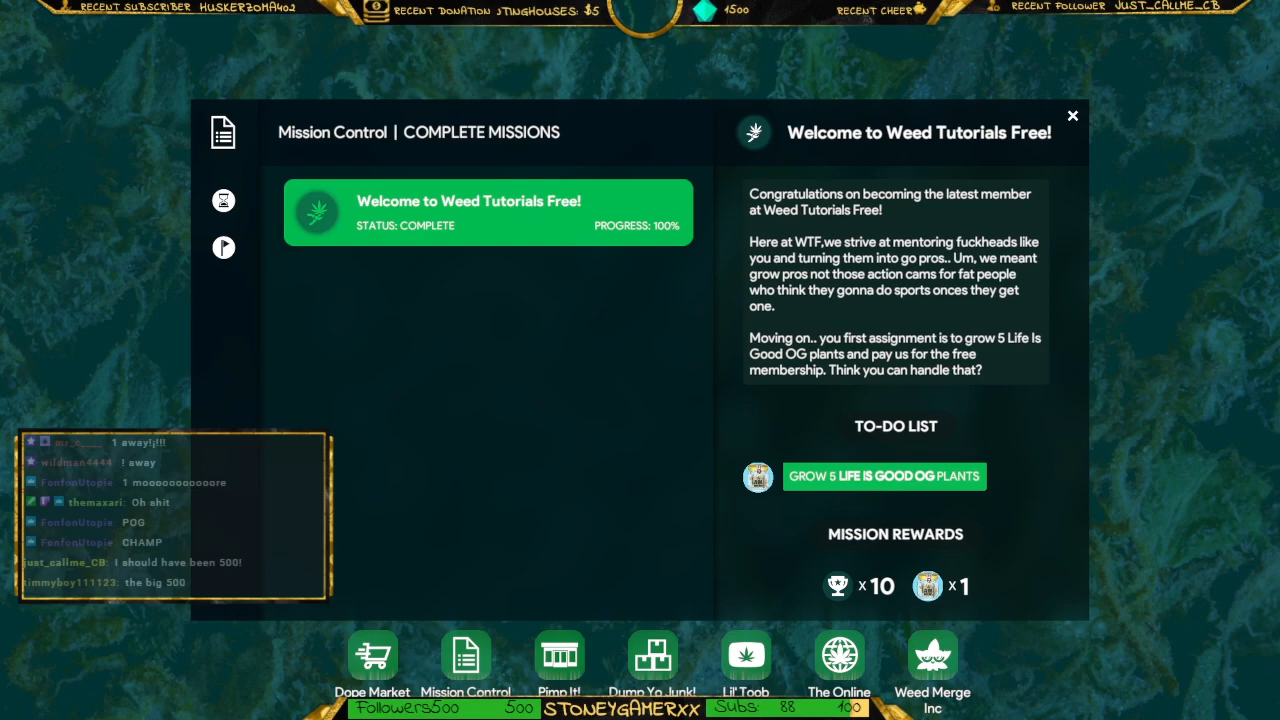 RECENT SUBSCRIBER HUSKERZOMA402
RECENT DONATION STINGHOUSES: $5
1500
RECENT CHEER
RECENT FOLLOWER JUST_CALLME_CB
Mission Control | COMPLETE MISSIONS
Welcome to Weed Tutorials Free!
STATUS: COMPLETE
PROGRESS: 100%
Welcome to Weed Tutorials Free!
Congratulations on becoming the latest member
at Weed Tutorials Free!
Here at WTF,we strive at mentoring fuckheads like
you and turning them into go pros.. Um, we meant
grow pros not those action cams for fat people
who think they gonna do sports onces they get
one.
Moving on.. you first assignment is to grow 5 Life Is
Good OG plants and pay us for the free
membership. Think you can handle that?
TO-DO LIST
GROW 5 LIFE IS GOOD OG PLANTS
MISSION REWARDS
x 10
x 1
1 away!¡!!!
wildman4444 ! away
FonfonUtopie 1 mooooooooooore
themaxari: Oh shit
FonfonUtopie POG
FonfonUtopie CHAMP
just_callme_CB: I should have been 500!
timmyboy111123: the big 500
Dope Market
Mission Control
Pimp It!
Dump Yo Junk!
Lil' Toob
The Online
Weed Merge
Inc
Followers500 500
STONEYGAMERXX
Subs: 88 100